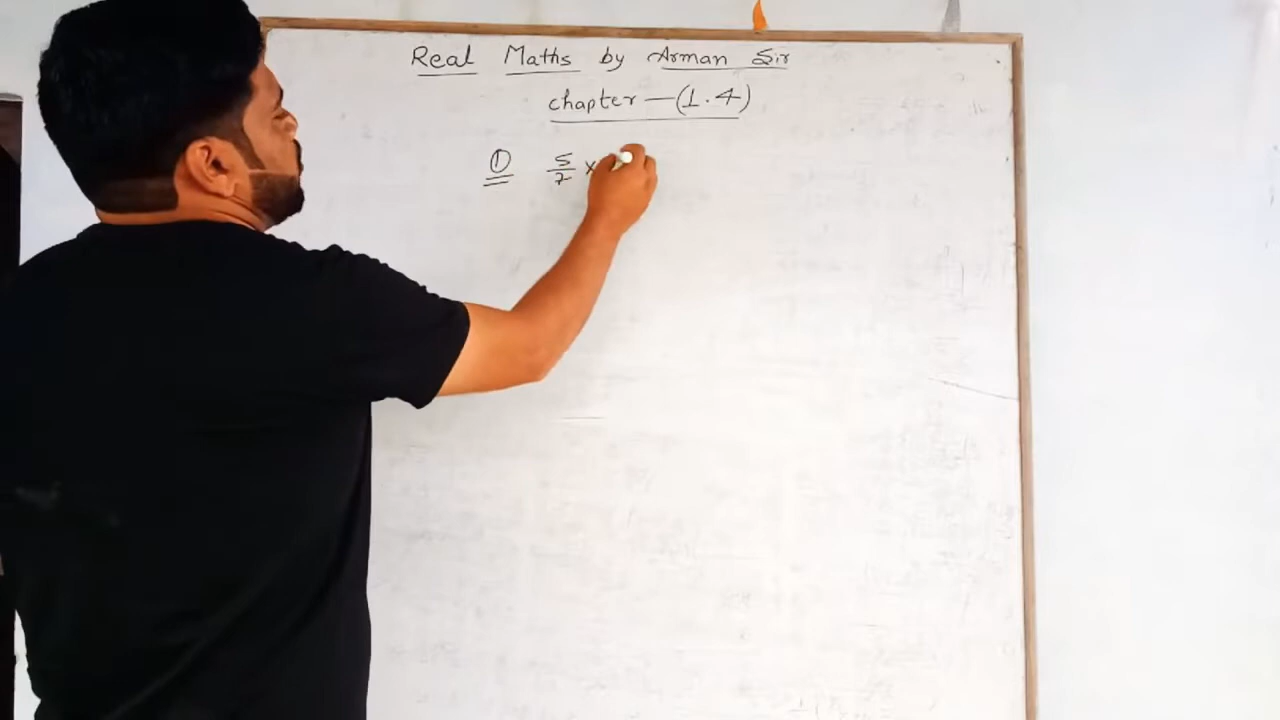 Real Maths by Arman Sir
chapter — (1.4)
① 5/7 ×